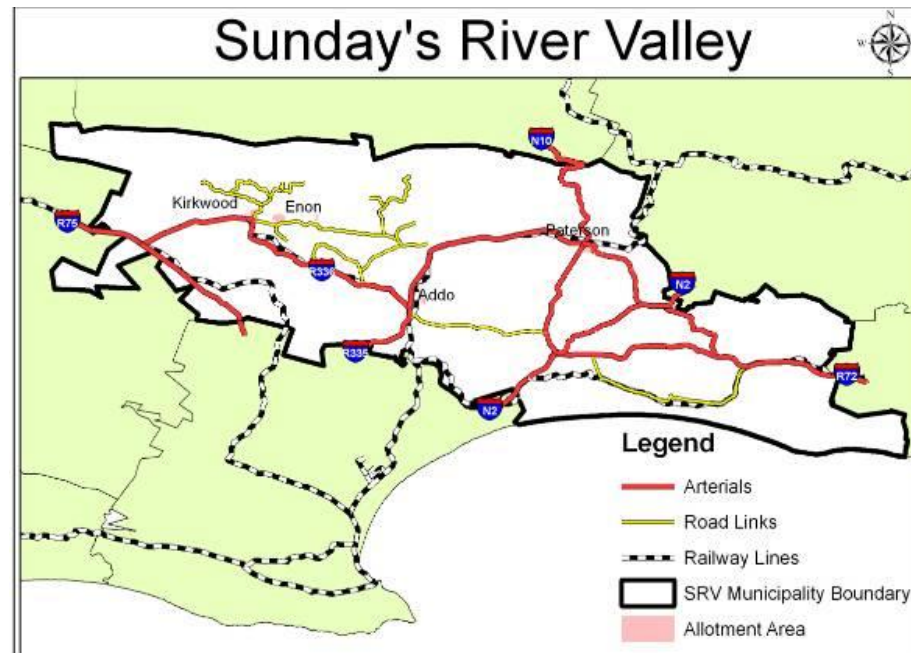 Sunday's River Valley
N
W
E
S
N10
Kirkwood
Enon
R75
Paterson
R336
N2
Addo
R335
R72
N2
Legend
Arterials
Road Links
Railway Lines
SRV Municipality Boundary
Allotment Area